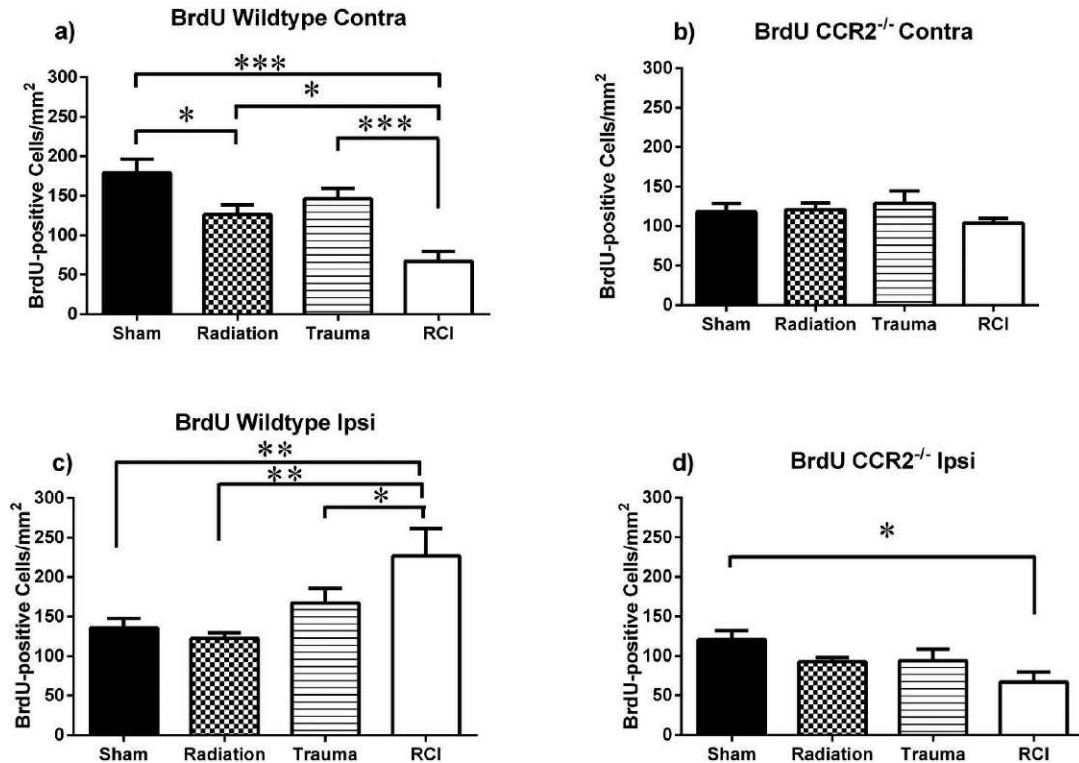 a)
BrdU Wildtype Contra
***
*
*
***
BrdU-positive Cells/mm²
300
250
200
150
100
50
0
Sham Radiation Trauma RCI
b)
BrdU CCR2⁻/⁻ Contra
BrdU-positive Cells/mm²
300
250
200
150
100
50
0
Sham Radiation Trauma RCI
c)
BrdU Wildtype Ipsi
**
**
*
BrdU-positive Cells/mm²
300
250
200
150
100
50
0
Sham Radiation Trauma RCI
d)
BrdU CCR2⁻/⁻ Ipsi
*
BrdU-positive Cells/mm²
300
250
200
150
100
50
0
Sham Radiation Trauma RCI